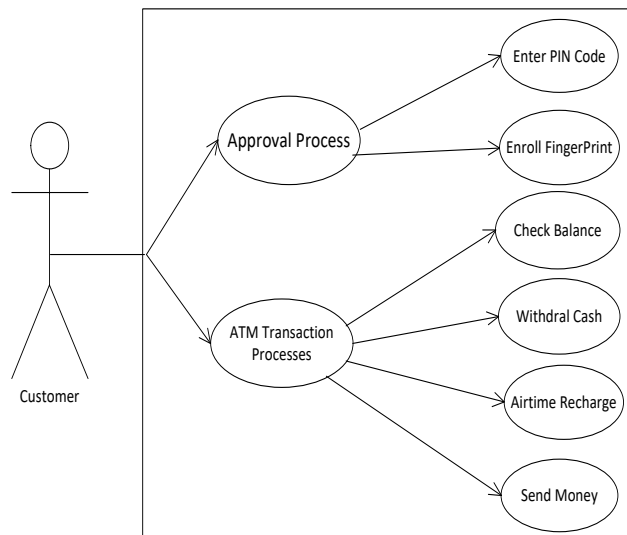 Enter PIN Code
Approval Process
Enroll FingerPrint
Check Balance
ATM Transaction
Processes
Withdral Cash
Airtime Recharge
Customer
Send Money